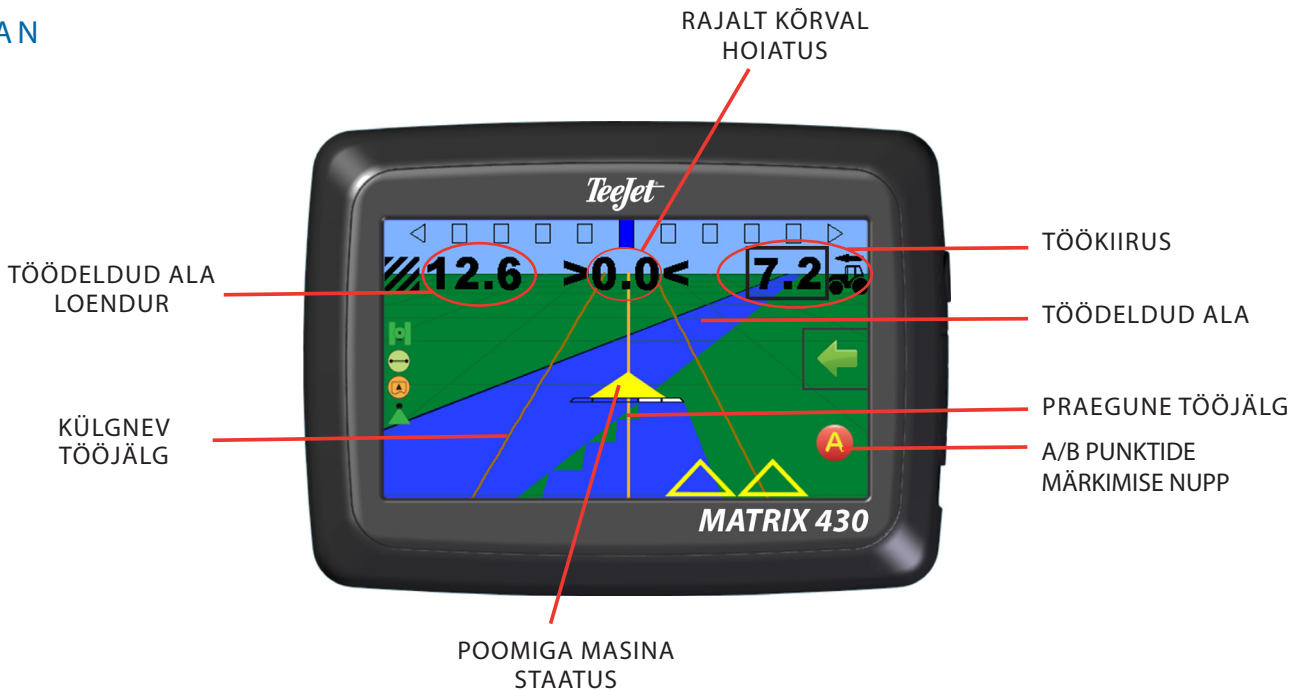 AN
RAJALT KÕRVAL
HOIATUS
TeeJet
12.6 >0.0< 7.2
TÖÖKIIRUS
TÖÖDELDUD ALA
LOENDUR
TÖÖDELDUD ALA
PRAEGUNE TÖÖJÄLG
KÜLGNEV
TÖÖJÄLG
A
A/B PUNKTIDE
MÄRKIMISE NUPP
MATRIX 430
POOMIGA MASINA
STAATUS